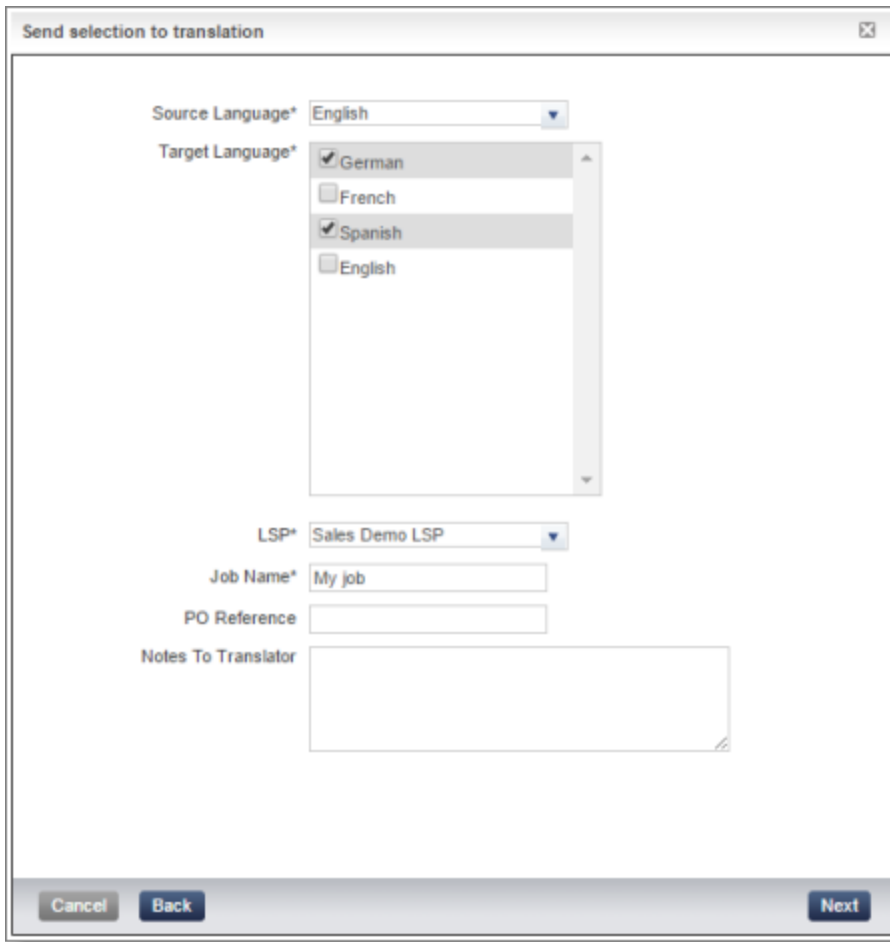 Send selection to translation
Source Language* English
Target Language* German
French
Spanish
English
LSP* Sales Demo LSP
Job Name* My job
PO Reference
Notes To Translator
Cancel Back Next